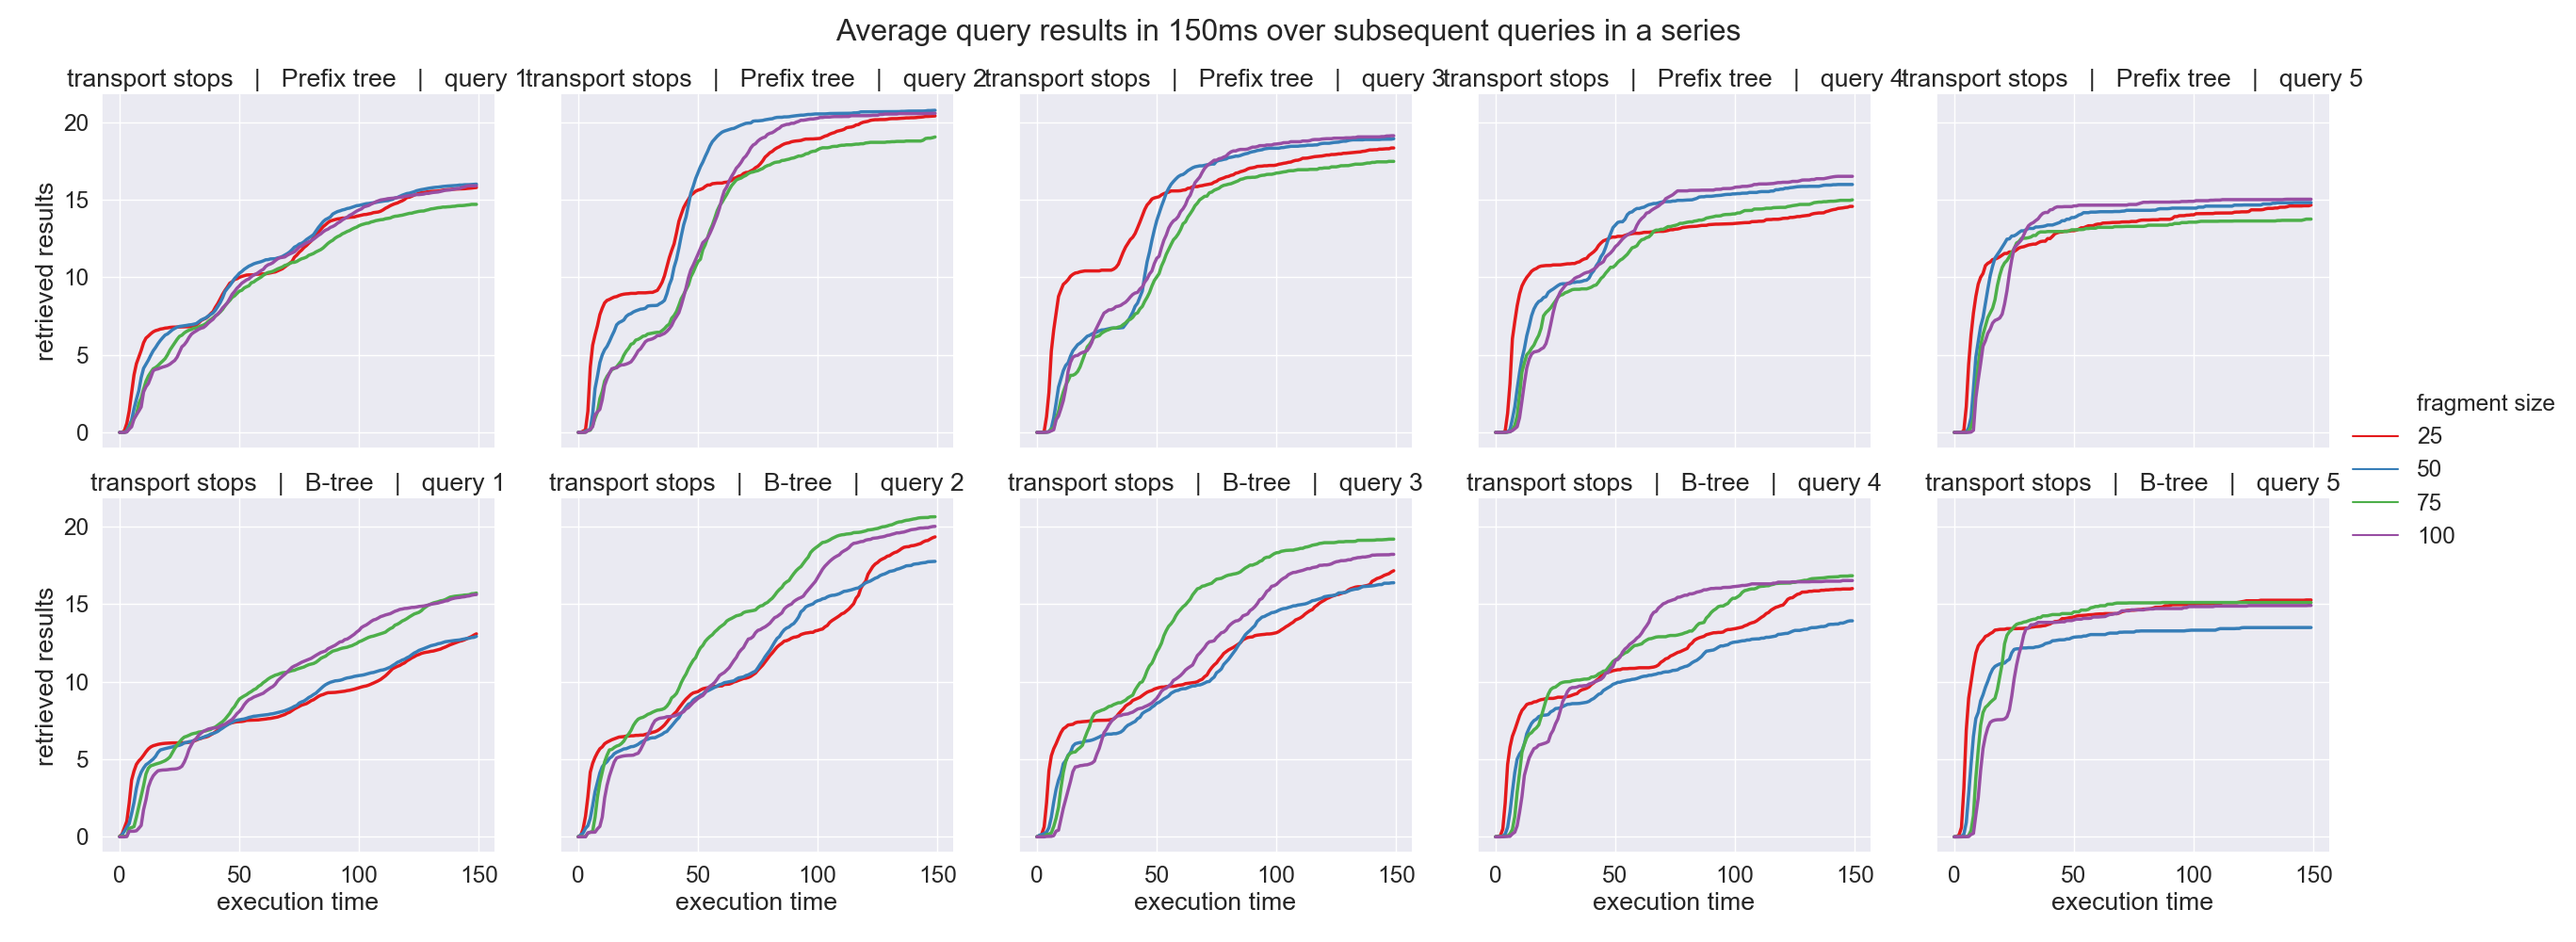 Average query results in 150ms over subsequent queries in a series
transport stops | Prefix tree | query 1
transport stops | Prefix tree | query 2
transport stops | Prefix tree | query 3
transport stops | Prefix tree | query 4
transport stops | Prefix tree | query 5
20
15
10
5
0
retrieved results
fragment size
25
50
75
100
transport stops | B-tree | query 1
transport stops | B-tree | query 2
transport stops | B-tree | query 3
transport stops | B-tree | query 4
transport stops | B-tree | query 5
20
15
10
5
0
retrieved results
0 50 100 150
0 50 100 150
0 50 100 150
0 50 100 150
0 50 100 150
execution time
execution time
execution time
execution time
execution time